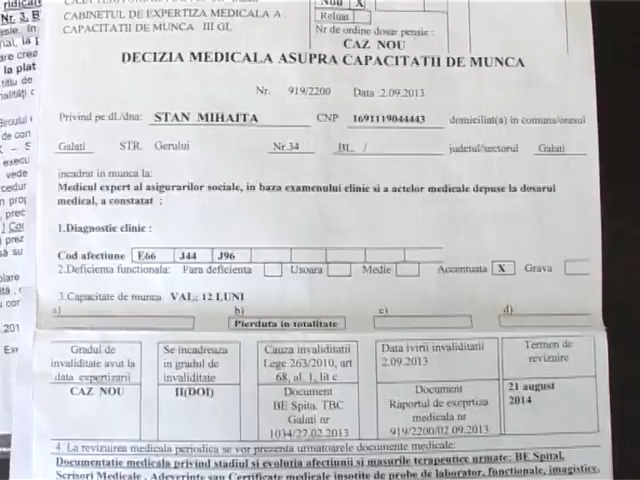 ridicari
Nr. 3, B
la plat
CABINETUL DE EXPERTIZA MEDICALA A
CAPACITATII DE MUNCA III GL
Nou X
Reluat
Nr de ordine dosar pensie :
CAZ NOU
DECIZIA MEDICALA ASUPRA CAPACITATII DE MUNCA
Nr. 919/2200 Data 2.09.2013
Privind pe dl./dna: STAN MIHAITA CNP 1691119044443 domiciliat(a) in comuna/orasul
Galati STR. Gerului Nr.34 BL. / judetul/sectorul Galati
incadrat in munca la:
Medicul expert al asigurarilor sociale, in baza examenului clinic si a actelor medicale depuse la dosarul
medical, a constatat :
1.Diagnostic clinic :
Cod afectiune E66 J44 J96
2.Deficienta functionala: Fara deficienta Usoara Medie Accentuata X Grava
3.Capacitate de munca VAL: 12 LUNI
a) b) c) d)
Pierduta in totalitate
Gradul de
invaliditate avut la
data expertizarii
CAZ NOU
Se incadreaza
in gradul de
invaliditate
II(DOI)
Cauza invaliditatii
Lege 263/2010, art
68, al. 1, lit c
Document
BE Spita. TBC
Galati nr
1034/27.02.2013
Data ivirii invaliditatii
2.09.2013
Document
Raportul de exeprtiza
medicala nr
919/2200/02.09.2013
Termen de
revizuire
21 august
2014
4. La revizuirea medicala periodica se vor prezenta urmatoarele documente medicale:
Documentatie medicala privind stadiul si evolutia afectiunii si masurile terapeutice urmate: BE Spital,
Scrisori Medicale, Adeverinte sau Certificate medicale insotite de probe de laborator, functionale, imagistice,